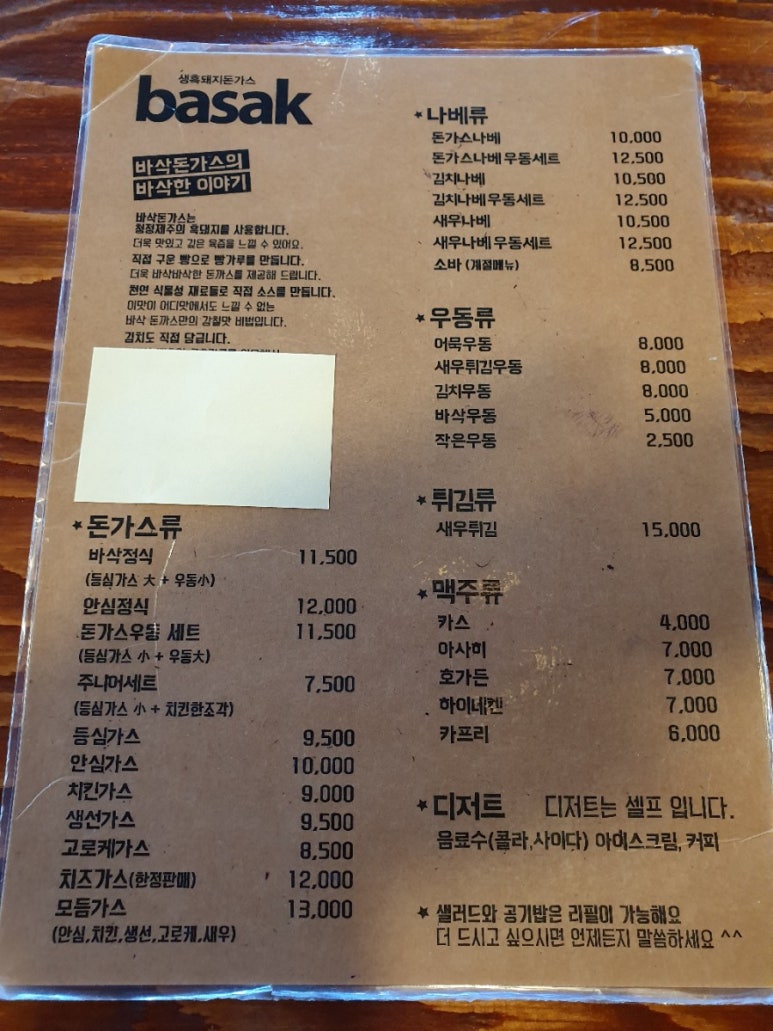 생흑돼지돈가스
basak
바삭돈가스의
바삭한 이야기
바삭돈가스는
청정제주의 흑돼지를 사용합니다.
더욱 맛있고 깊은 육즙을 느낄 수 있어요.
직접 구운 빵으로 빵가루를 만듭니다.
더욱 바삭바삭한 돈까스를 제공해 드립니다.
천연 식물성 재료들로 직접 소스를 만듭니다.
이맛이 어디맛에서도 느낄 수 없는
바삭 돈까스만의 감칠맛 비법입니다.
김치도 직접 담급니다.
★ 돈가스류
바삭정식 11,500
(등심가스 大 + 우동小)
안심정식 12,000
돈가스우동 세트 11,500
(등심가스 小 + 우동大)
주니어세트 7,500
(등심가스 小 + 치킨한조각)
등심가스 9,500
안심가스 10,000
치킨가스 9,000
생선가스 9,500
고로케가스 8,500
치즈가스(한정판매) 12,000
모듬가스 13,000
(안심,치킨,생선,고로케,새우)
★ 나베류
돈가스나베 10,000
돈가스나베 우동세트 12,500
김치나베 10,500
김치나베 우동세트 12,500
새우나베 10,500
새우나베 우동세트 12,500
소바 (계절메뉴) 8,500
★ 우동류
어묵우동 8,000
새우튀김우동 8,000
김치우동 8,000
바삭우동 5,000
작은우동 2,500
★ 튀김류
새우튀김 15,000
★ 맥주류
카스 4,000
아사히 7,000
호가든 7,000
하이네켄 7,000
카프리 6,000
★ 디저트 디저트는 셀프 입니다.
음료수(콜라,사이다) 아이스크림, 커피
★ 샐러드와 공기밥은 리필이 가능해요
더 드시고 싶으시면 언제든지 말씀하세요 ^^